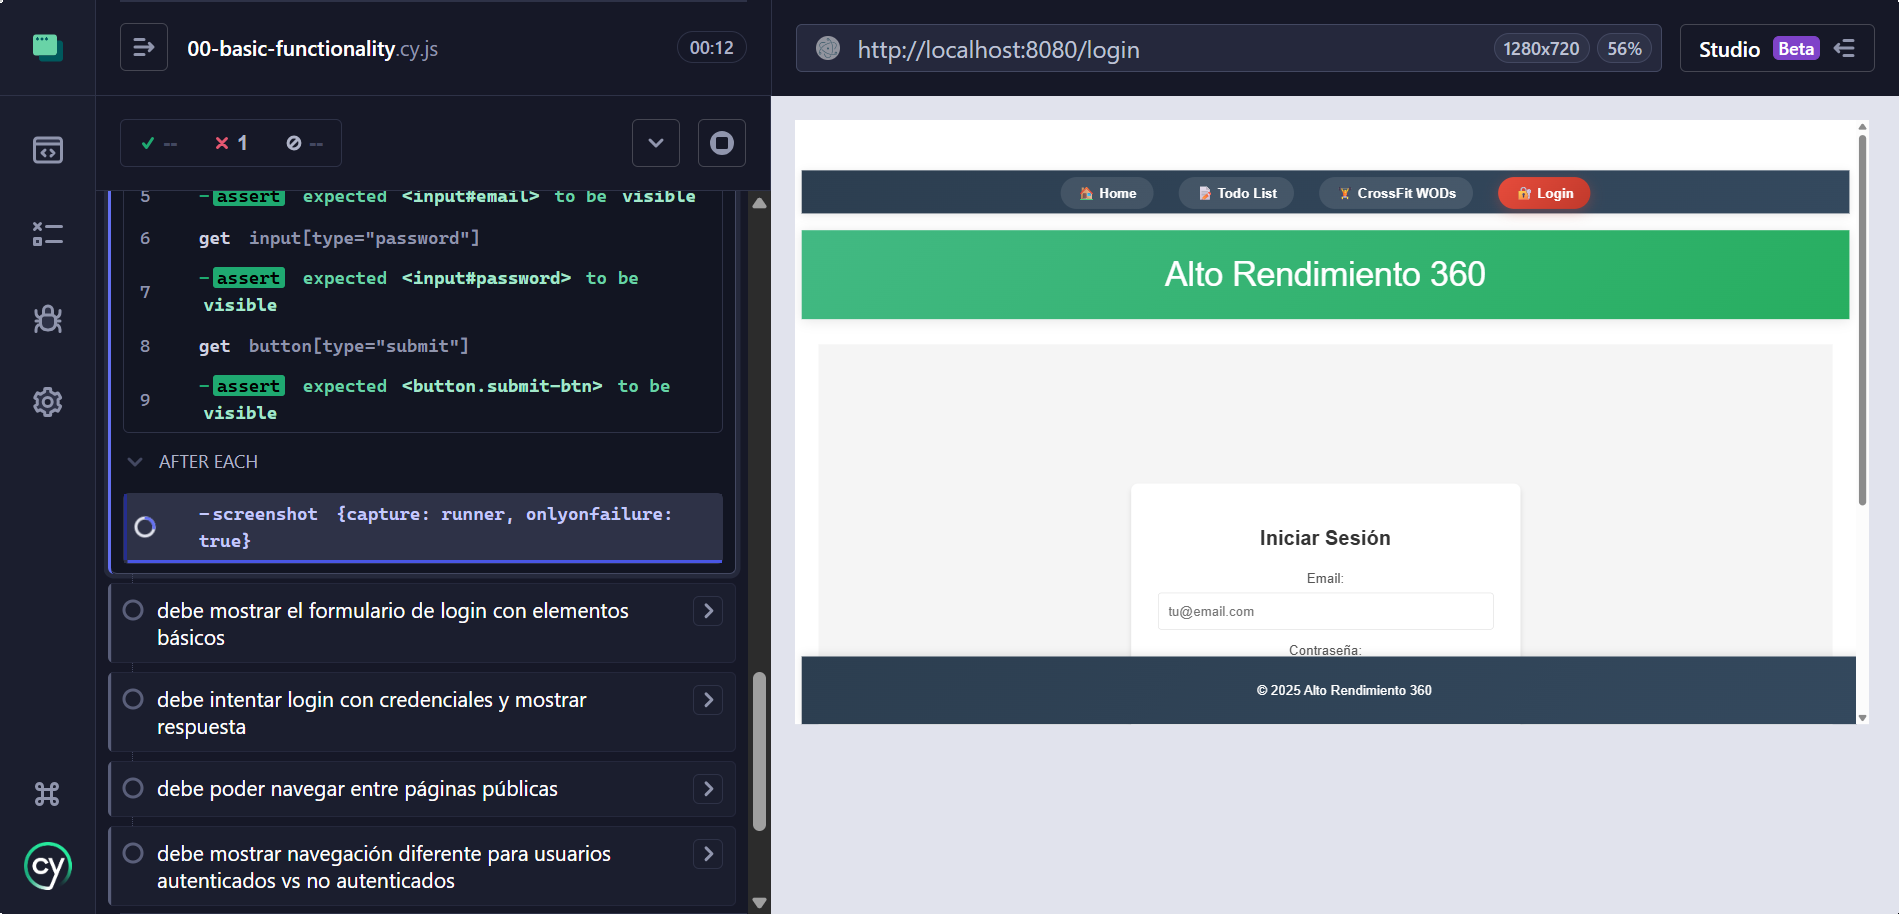 00-basic-functionality.cy.js
00:12
-- 1 --
5 -assert expected <input#email> to be visible
6 get input[type="password"]
7 -assert expected <input#password> to be
visible
8 get button[type="submit"]
9 -assert expected <button.submit-btn> to be
visible
AFTER EACH
-screenshot {capture: runner, onlyonfailure:
true}
debe mostrar el formulario de login con elementos
básicos
debe intentar login con credenciales y mostrar
respuesta
debe poder navegar entre páginas públicas
debe mostrar navegación diferente para usuarios
autenticados vs no autenticados
cy
http://localhost:8080/login
1280x720
56%
Studio Beta
Home
Todo List
CrossFit WODs
Login
Alto Rendimiento 360
Iniciar Sesión
Email:
tu@email.com
Contraseña:
© 2025 Alto Rendimiento 360